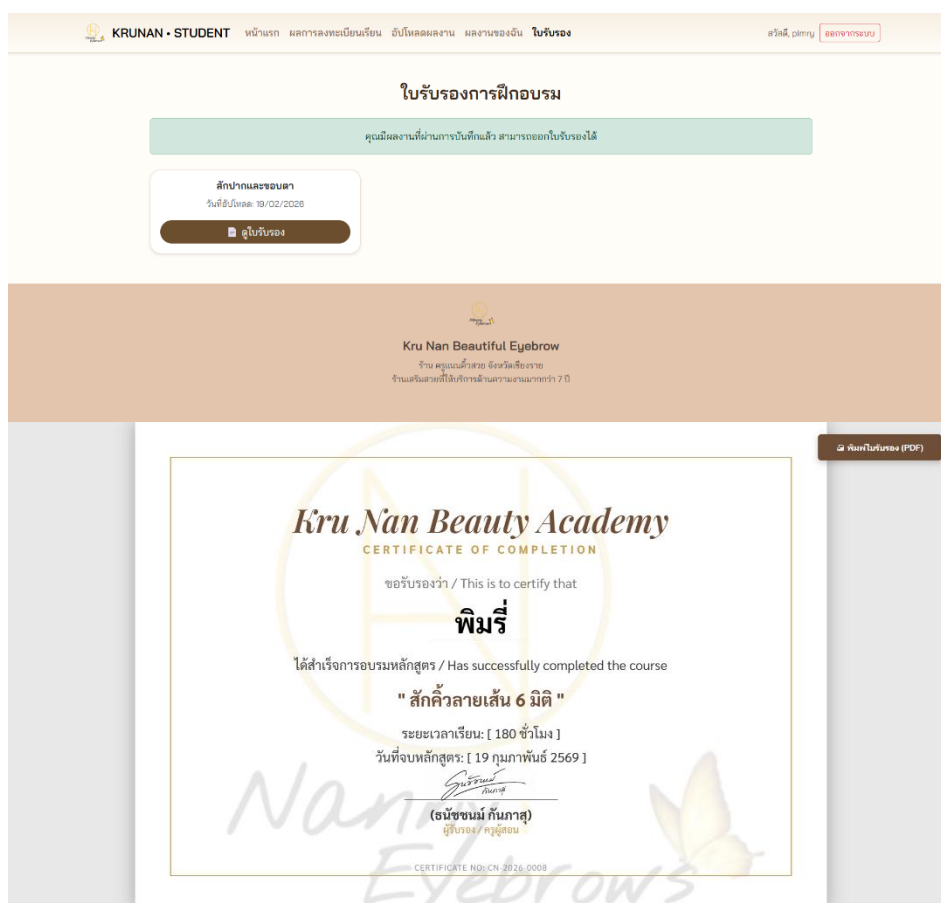 KRUNAN • STUDENT หน้าแรก ผลการลงทะเบียนเรียน อัปโหลดผลงาน ผลงานของฉัน ใบรับรอง สวัสดี, pimry ออกจากระบบ
ใบรับรองการฝึกอบรม
คุณมีผลงานที่ผ่านการบันทึกแล้ว สามารถออกใบรับรองได้
สักปากและขอบตา
วันที่อัปโหลด: 19/02/2026
ดูใบรับรอง
Kru Nan Beautiful Eyebrow
ร้าน ครูแนนคิ้วสวย จังหวัดเชียงราย
ร้านเสริมสวยที่ให้บริการด้านความงามมากกว่า 7 ปี
พิมพ์ใบรับรอง (PDF)
Kru Nan Beauty Academy
CERTIFICATE OF COMPLETION
ขอรับรองว่า / This is to certify that
พิมรี่
ได้สำเร็จการอบรมหลักสูตร / Has successfully completed the course
" สักคิ้วลายเส้น 6 มิติ "
ระยะเวลาเรียน: [ 180 ชั่วโมง ]
วันที่จบหลักสูตร: [ 19 กุมภาพันธ์ 2569 ]
(ธนัชชนม์ กันภาสุ)
ผู้รับรอง / ครูผู้สอน
CERTIFICATE NO: CN-2026-0008
Nanny
Eyebrows